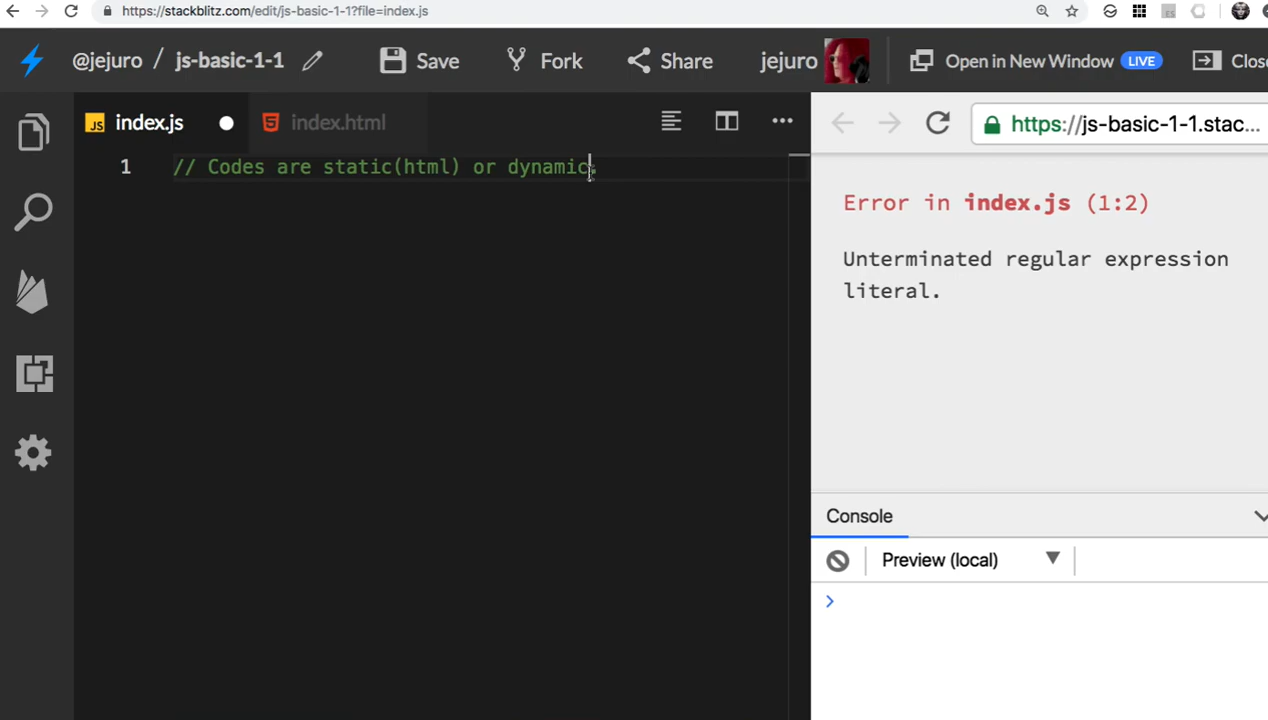 https://stackblitz.com/edit/js-basic-1-1?file=index.js
@jejuro / js-basic-1-1 Save Fork Share jejuro Open in New Window LIVE Clos
JS index.js index.html https://js-basic-1-1.stac...
1 // Codes are static(html) or dynamic
Error in index.js (1:2)
Unterminated regular expression
literal.
Console
Preview (local)
>